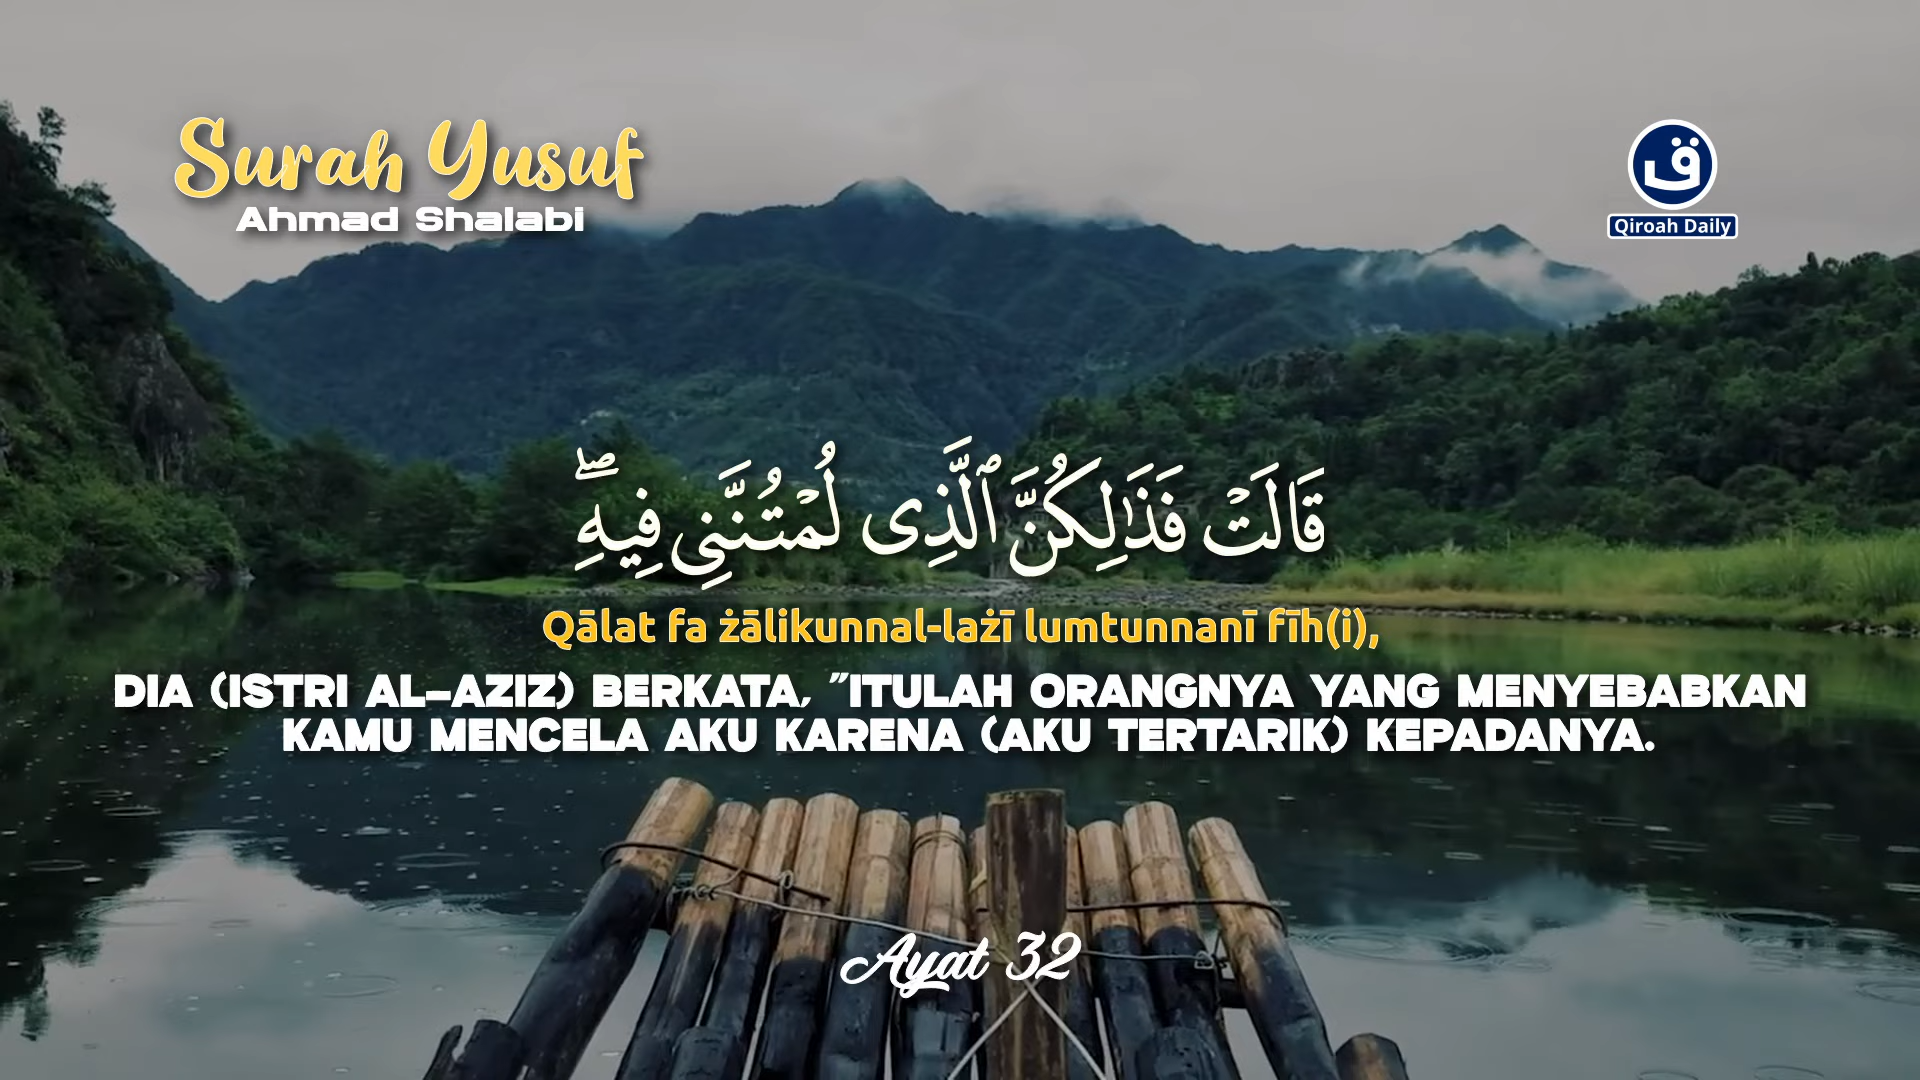 Surah Yusuf
Ahmad Shalabi
ق
Qiroah Daily
قَالَتْ فَذَٰلِكُنَّ ٱلَّذِى لُمْتُنَّنِى فِيهِ ۖ
Qālat fa żālikunnal-lażī lumtunnanī fīh(i),
DIA (ISTRI AL-AZIZ) BERKATA, "ITULAH ORANGNYA YANG MENYEBABKAN
KAMU MENCELA AKU KARENA (AKU TERTARIK) KEPADANYA.
Ayat 32